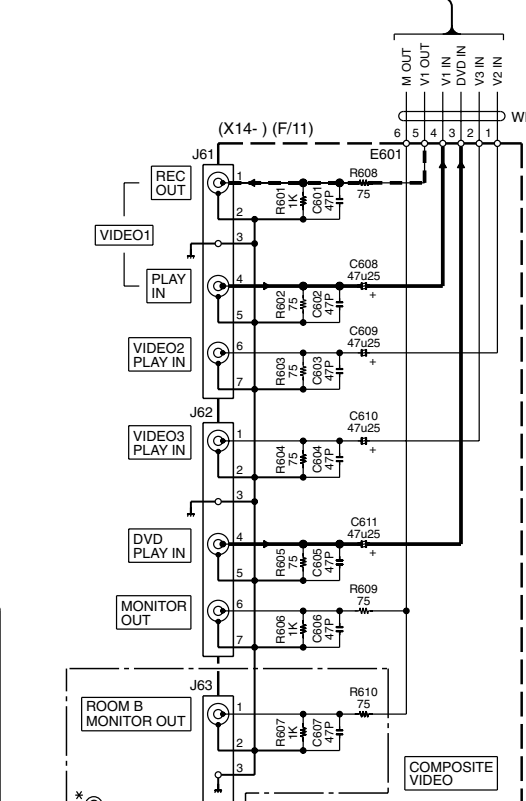 M OUT
V1 OUT
V1 IN
DVD IN
V3 IN
V2 IN
6 5 4 3 2 1
(X14- ) (F/11)
E601
J61
REC
OUT
1
R608
75
R601
1K
C601
47P
2
VIDEO1
3
PLAY
IN
4
C608
47u25
+
R602
75
C602
47P
5
VIDEO2
PLAY IN
6
C609
47u25
+
R603
75
C603
47P
7
J62
VIDEO3
PLAY IN
1
C610
47u25
+
R604
75
C604
47P
2
3
DVD
PLAY IN
4
C611
47u25
+
R605
75
C605
47P
5
MONITOR
OUT
6
R609
75
R606
1K
C606
47P
7
J63
ROOM B
MONITOR OUT
1
R610
75
R607
1K
C607
47P
2
3
COMPOSITE
VIDEO
*